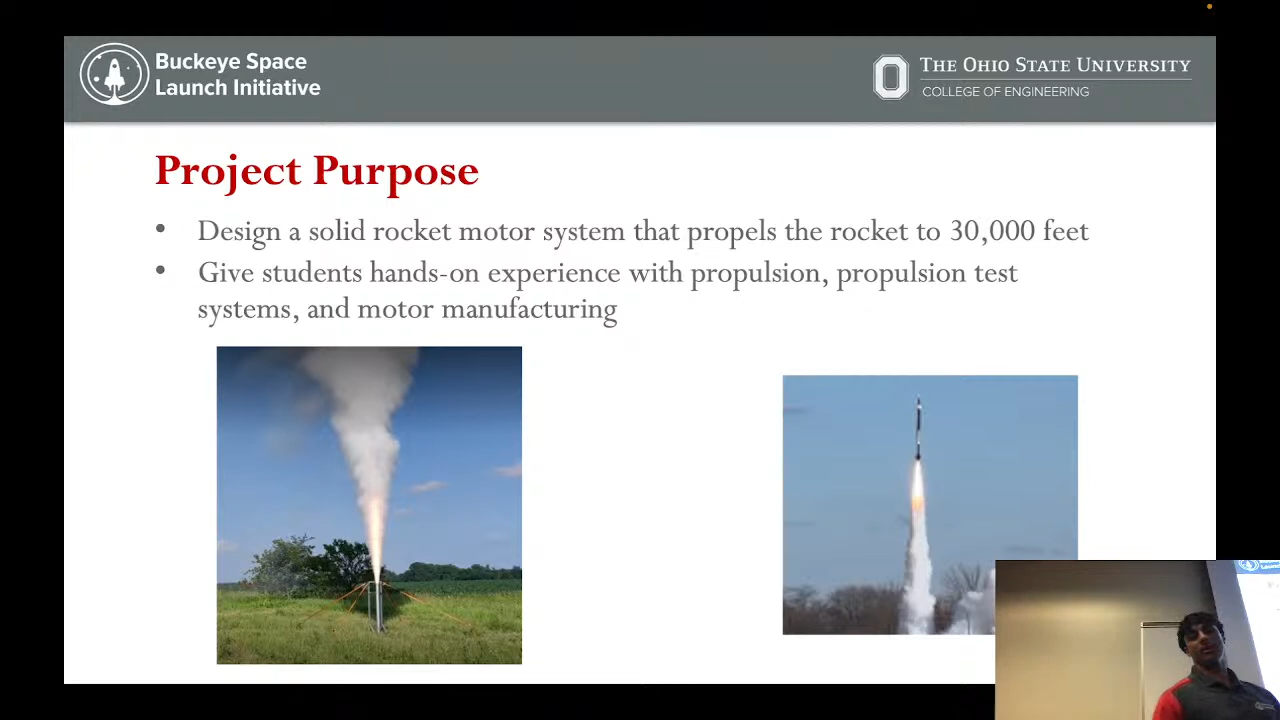 Buckeye Space
Launch Initiative
THE OHIO STATE UNIVERSITY
COLLEGE OF ENGINEERING
Project Purpose
• Design a solid rocket motor system that propels the rocket to 30,000 feet
• Give students hands-on experience with propulsion, propulsion test
systems, and motor manufacturing